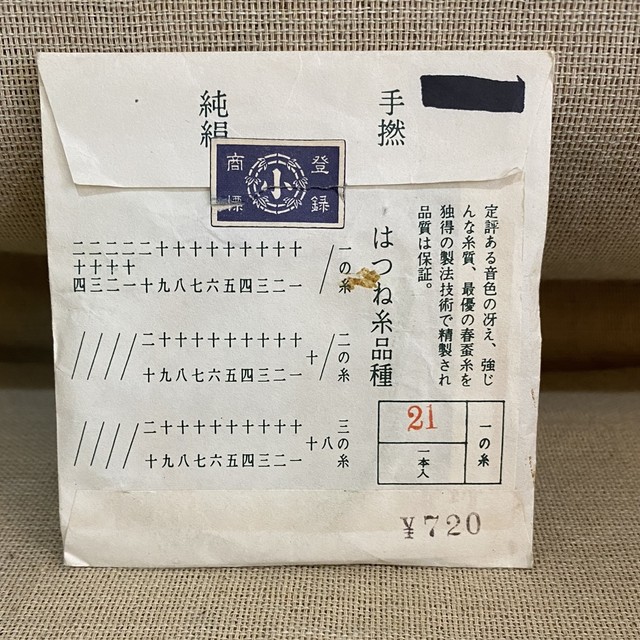 手撚
純絹
登録
小
商標
定評ある音色の冴え、強じ
んな糸質、最優の春蚕糸を
独得の製法技術で精製され
品質は保証。
はつね糸品種
一の糸 / 十一 十二 十三 十四 十五 十六 十七 十八 十九 二十 二十一 二十二 二十三 二十四
二の糸 / 十 十一 十二 十三 十四 十五 十六 十七 十八 十九 二十 / / / /
三の糸 八 十 十一 十二 十三 十四 十五 十六 十七 十八 十九 二十 / / / /
一の糸
21
一本入
¥720